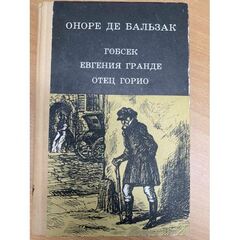 ОНОРЕ ДЕ БАЛЬЗАК
ГОБСЕК
ЕВГЕНИЯ ГРАНДЕ
ОТЕЦ ГОРИО